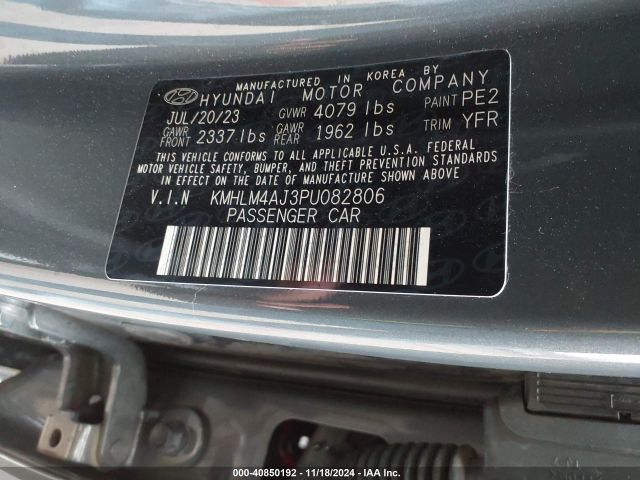 MANUFACTURED IN KOREA BY
HYUNDAI MOTOR COMPANY
JUL/20/23 GVWR 4079 lbs PAINT PE2
GAWR FRONT 2337 lbs GAWR REAR 1962 lbs TRIM YFR
THIS VEHICLE CONFORMS TO ALL APPLICABLE U.S.A. FEDERAL
MOTOR VEHICLE SAFETY, BUMPER, AND THEFT PREVENTION STANDARDS
IN EFFECT ON THE DATE OF MANUFACTURE SHOWN ABOVE.
V.I.N KMHLM4AJ3PU082806
PASSENGER CAR
000-40850192 - 11/18/2024 - IAA Inc.